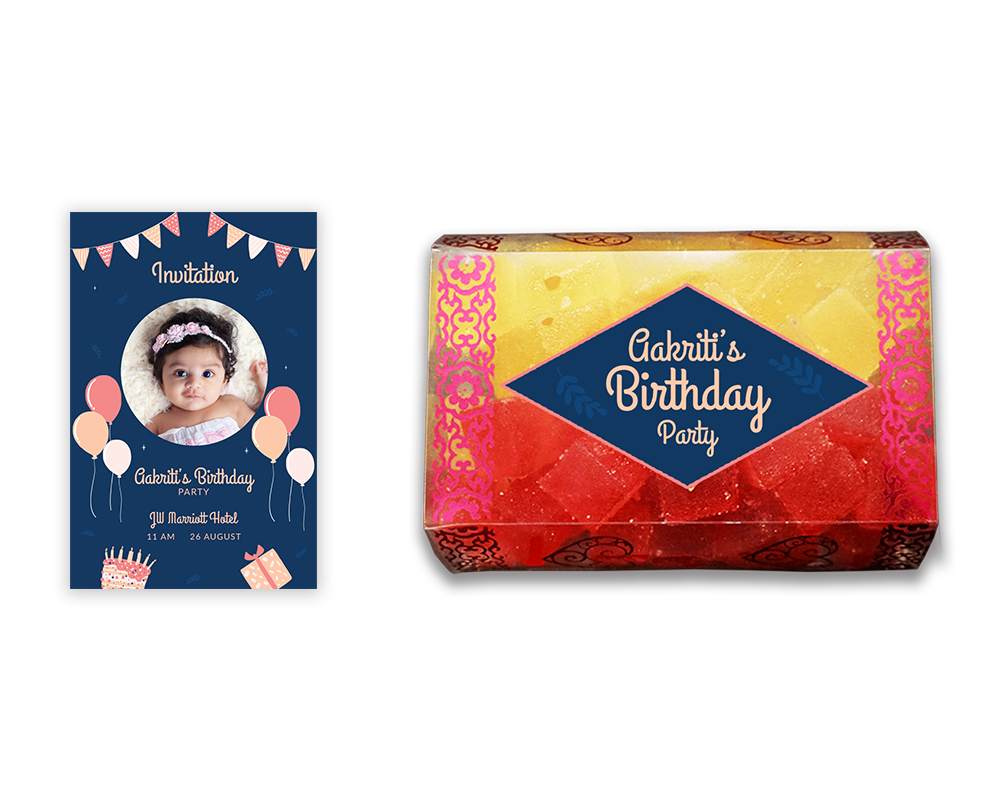 Invitation
Aakriti's Birthday
PARTY
JW Marriott Hotel
11 AM 26 AUGUST
Aakriti's
Birthday
Party